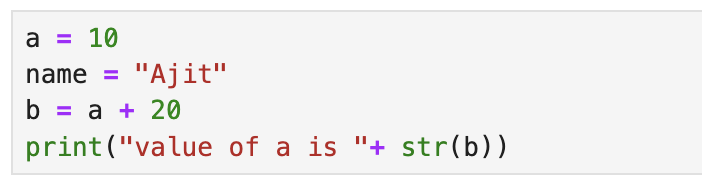 a = 10
name = "Ajit"
b = a + 20
print("value of a is "+ str(b))